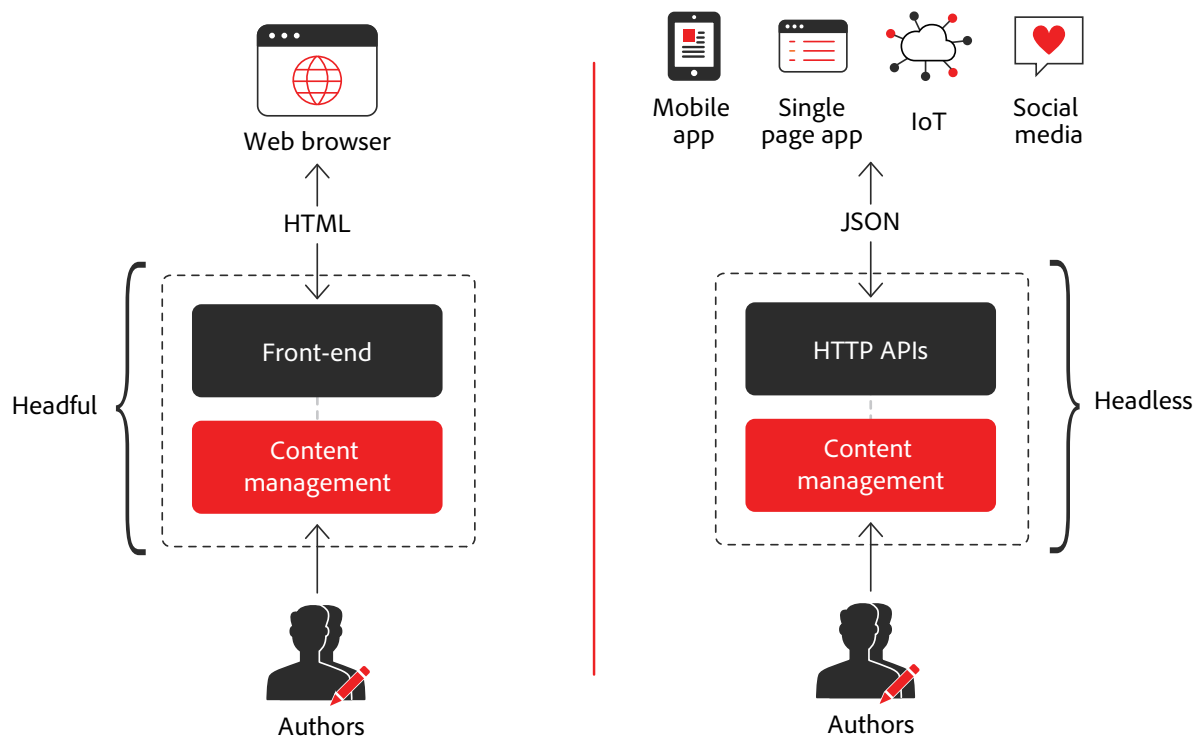 Web browser
HTML
Headful
Front-end
Content
management
Authors
Mobile
app
Single
page app
IoT
Social
media
JSON
HTTP APIs
Content
management
Headless
Authors